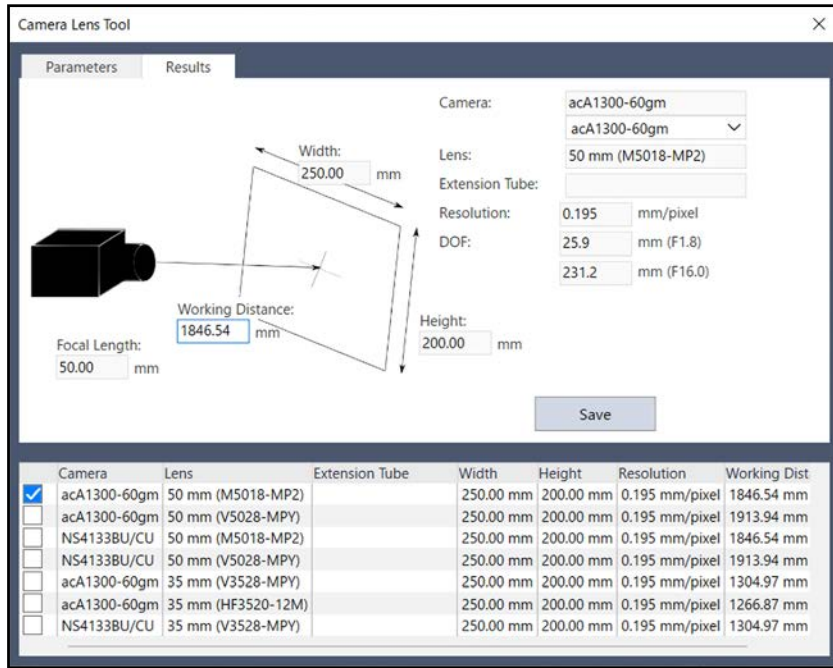 Camera Lens Tool
Parameters Results
Camera: acA1300-60gm
acA1300-60gm
Width:
250.00 mm
Lens: 50 mm (M5018-MP2)
Extension Tube:
Resolution: 0.195 mm/pixel
DOF: 25.9 mm (F1.8)
231.2 mm (F16.0)
Working Distance:
1846.54 mm
Height:
200.00 mm
Focal Length:
50.00 mm
Save
Camera Lens Extension Tube Width Height Resolution Working Dist
acA1300-60gm 50 mm (M5018-MP2) 250.00 mm 200.00 mm 0.195 mm/pixel 1846.54 mm
acA1300-60gm 50 mm (V5028-MPY) 250.00 mm 200.00 mm 0.195 mm/pixel 1913.94 mm
NS4133BU/CU 50 mm (M5018-MP2) 250.00 mm 200.00 mm 0.195 mm/pixel 1846.54 mm
NS4133BU/CU 50 mm (V5028-MPY) 250.00 mm 200.00 mm 0.195 mm/pixel 1913.94 mm
acA1300-60gm 35 mm (V3528-MPY) 250.00 mm 200.00 mm 0.195 mm/pixel 1304.97 mm
acA1300-60gm 35 mm (HF3520-12M) 250.00 mm 200.00 mm 0.195 mm/pixel 1266.87 mm
NS4133BU/CU 35 mm (V3528-MPY) 250.00 mm 200.00 mm 0.195 mm/pixel 1304.97 mm